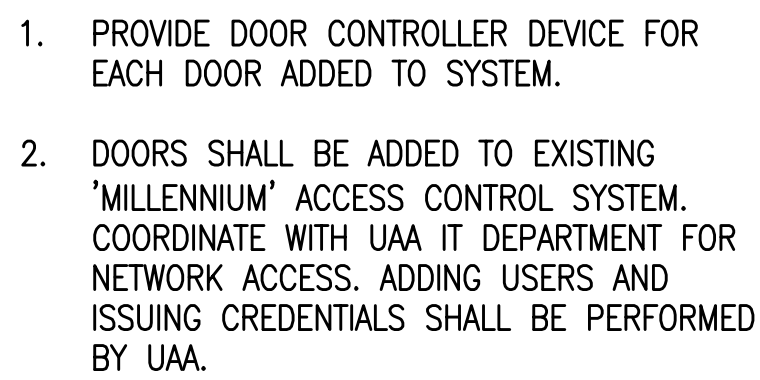 1. PROVIDE DOOR CONTROLLER DEVICE FOR
EACH DOOR ADDED TO SYSTEM.
2. DOORS SHALL BE ADDED TO EXISTING
'MILLENNIUM' ACCESS CONTROL SYSTEM.
COORDINATE WITH UAA IT DEPARTMENT FOR
NETWORK ACCESS. ADDING USERS AND
ISSUING CREDENTIALS SHALL BE PERFORMED
BY UAA.